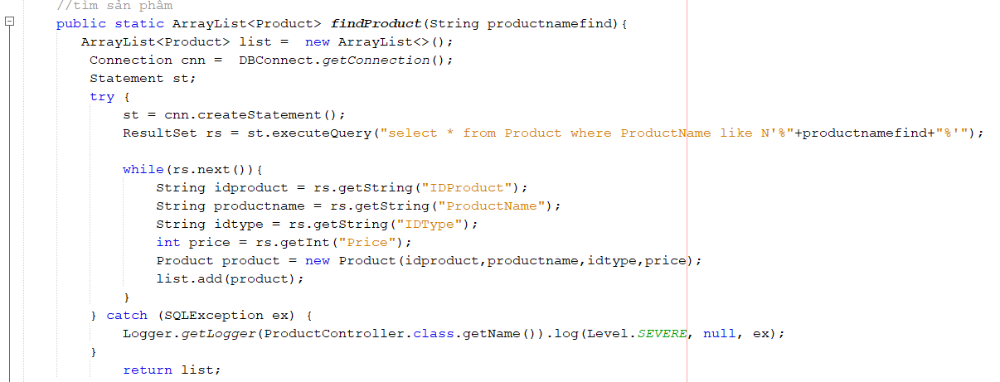 //tìm sản phẩm
public static ArrayList<Product> findProduct(String productnamefind){
ArrayList<Product> list =  new ArrayList<>();
Connection cnn =  DBConnect.getConnection();
Statement st;
try {
st = cnn.createStatement();
ResultSet rs = st.executeQuery("select * from Product where ProductName like N'%"+productnamefind+"%'");
while(rs.next()){
String idproduct = rs.getString("IDProduct");
String productname = rs.getString("ProductName");
String idtype = rs.getString("IDType");
int price = rs.getInt("Price");
Product product = new Product(idproduct,productname,idtype,price);
list.add(product);
}
} catch (SQLException ex) {
Logger.getLogger(ProductController.class.getName()).log(Level.SEVERE, null, ex);
}
return list;